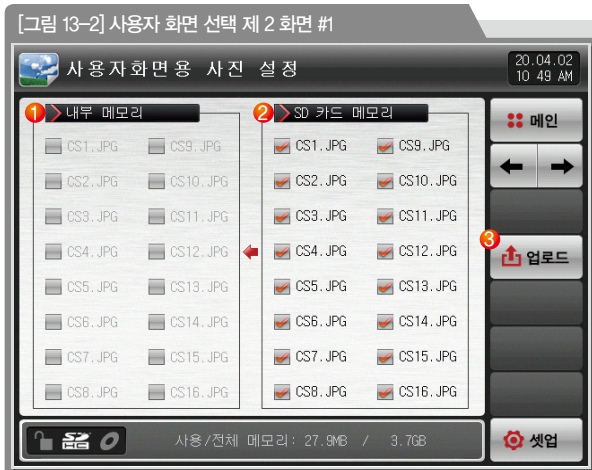 [그림 13-2] 사용자 화면 선택 제 2 화면 #1
사용자화면용 사진 설정
20.04.02
10 49 AM
1 내부 메모리
CS1.JPG CS9.JPG
CS2.JPG CS10.JPG
CS3.JPG CS11.JPG
CS4.JPG CS12.JPG
CS5.JPG CS13.JPG
CS6.JPG CS14.JPG
CS7.JPG CS15.JPG
CS8.JPG CS16.JPG
2 SD 카드 메모리
CS1.JPG CS9.JPG
CS2.JPG CS10.JPG
CS3.JPG CS11.JPG
CS4.JPG CS12.JPG
CS5.JPG CS13.JPG
CS6.JPG CS14.JPG
CS7.JPG CS15.JPG
CS8.JPG CS16.JPG
메인
3
업로드
셋업
SD HC
사용/전체 메모리: 27.9MB / 3.7GB